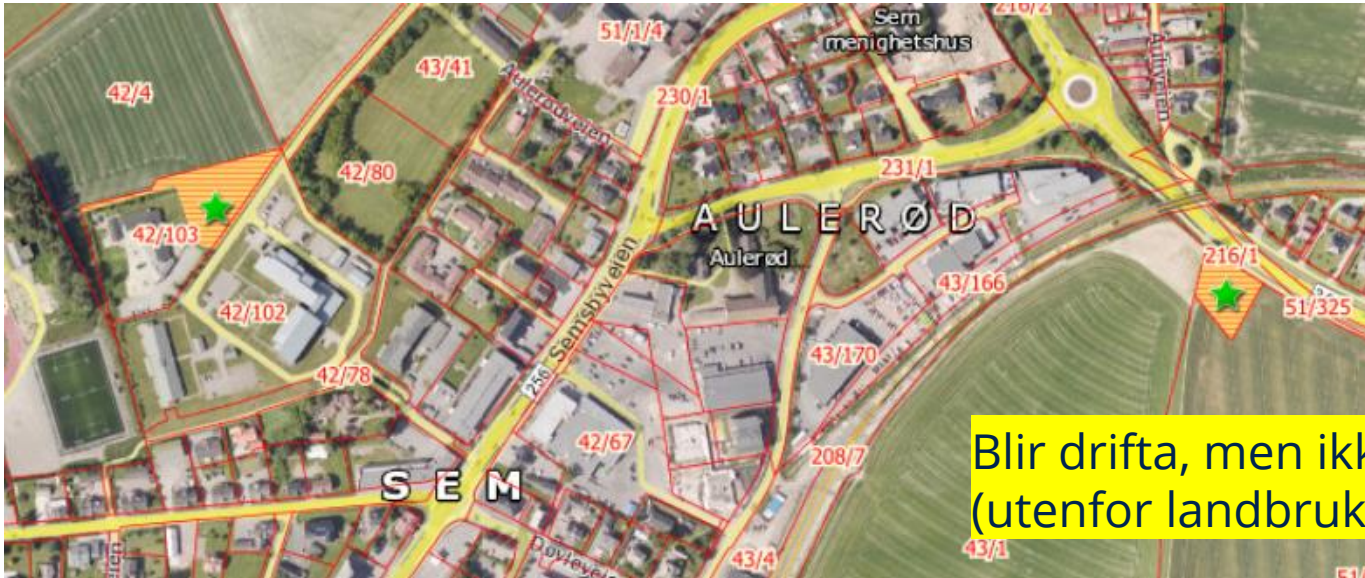 Sem
menighetshus
216/2
51/1/4
43/41
Aulerødveien
42/4
230/1
42/80
231/1
AULERØD
Aulerød
42/103
216/1
42/102
Semsbyveien
43/166
51/325
43/170
42/78
256
42/67
208/7
SEM
Blir drifta, men
(utenfor
43/4
43/1